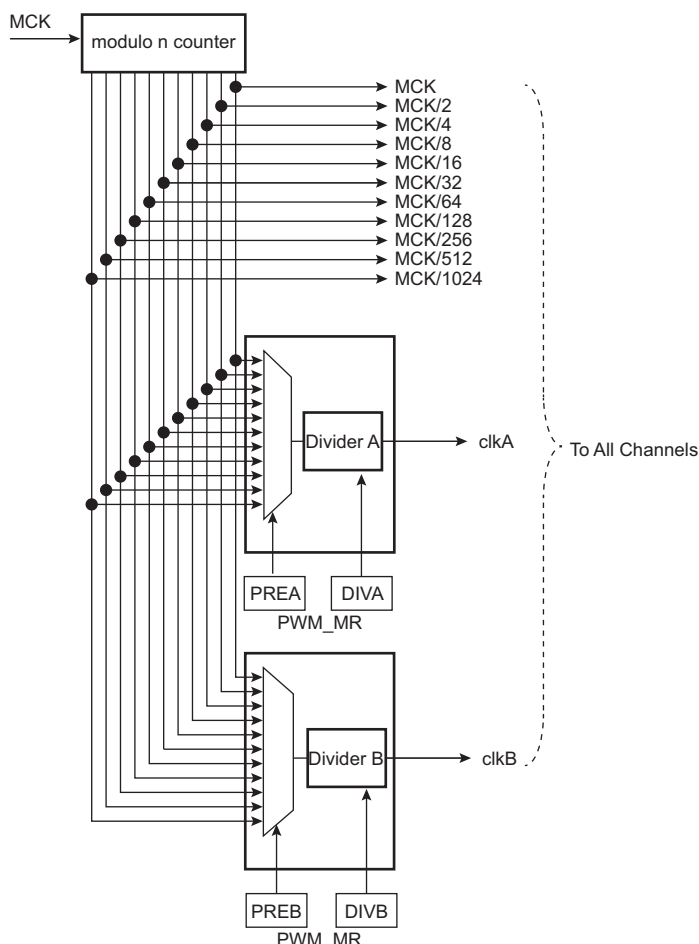 MCK
modulo n counter
MCK
MCK/2
MCK/4
MCK/8
MCK/16
MCK/32
MCK/64
MCK/128
MCK/256
MCK/512
MCK/1024
Divider A
clkA
To All Channels
PREA
DIVA
PWM_MR
Divider B
clkB
PREB
DIVB
PWM_MR